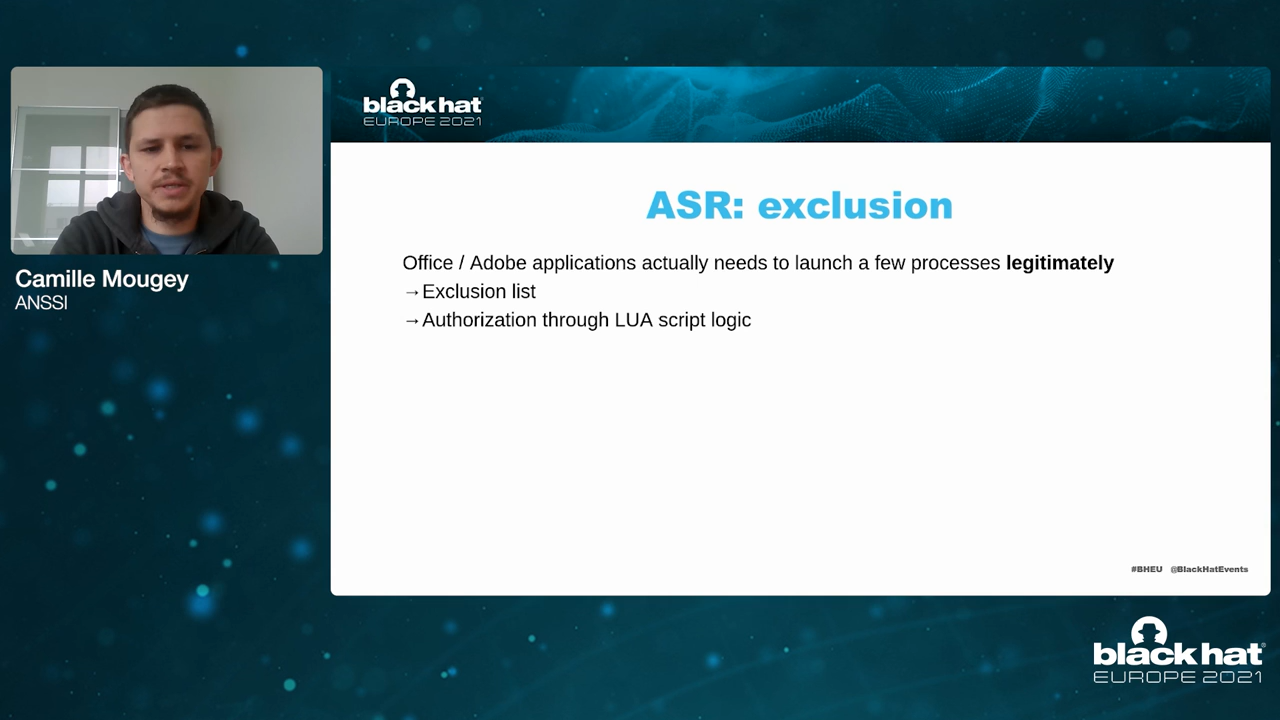 black hat
EUROPE 2021
Camille Mougey
ANSSI
ASR: exclusion
Office / Adobe applications actually needs to launch a few processes legitimately
→Exclusion list
→Authorization through LUA script logic
#BHEU @BlackHatEvents
black hat®
EUROPE 2021